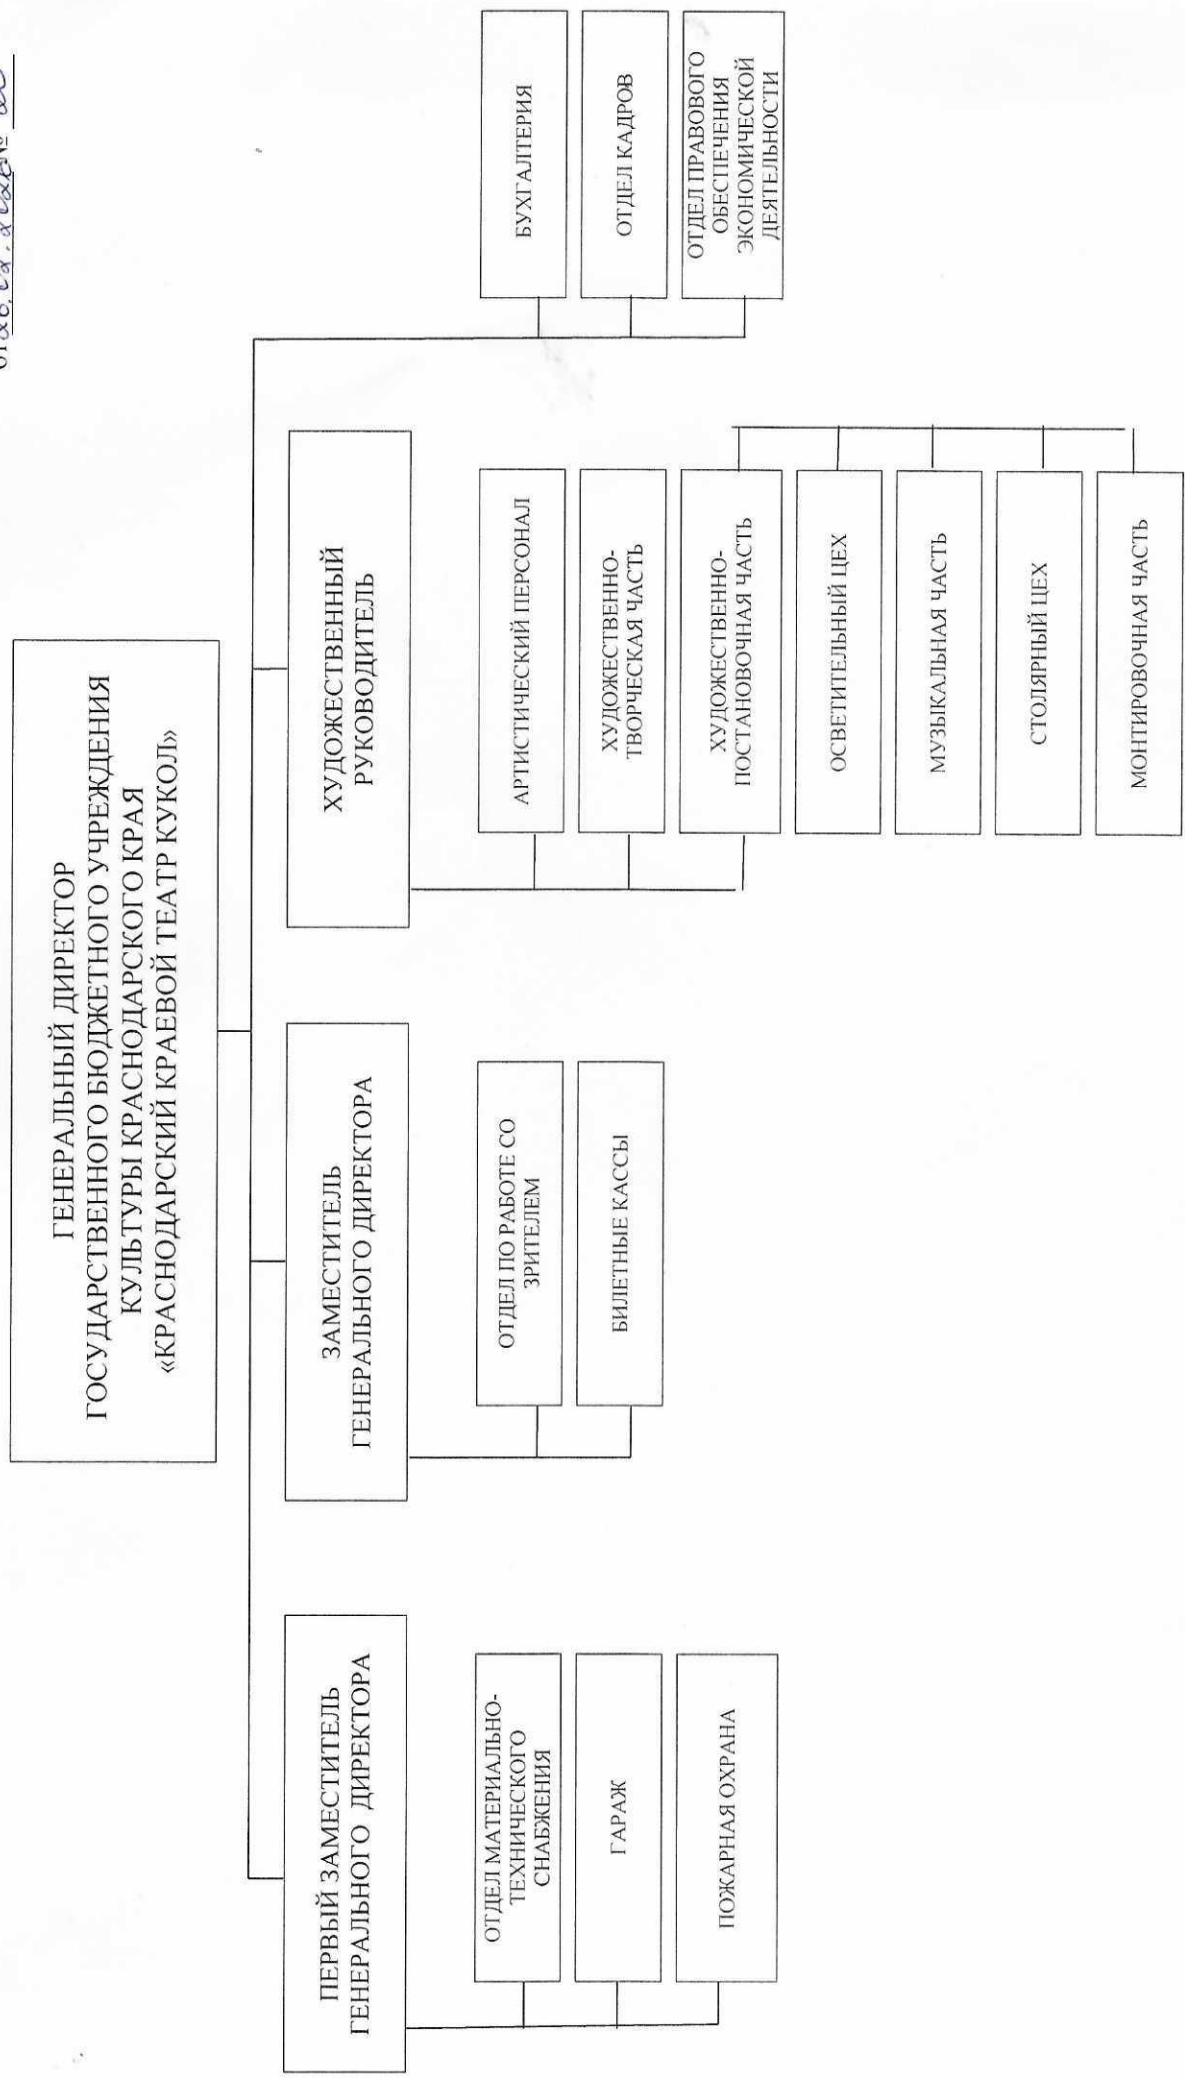 от
№
ГЕНЕРАЛЬНЫЙ ДИРЕКТОР
ГОСУДАРСТВЕННОГО БЮДЖЕТНОГО УЧРЕЖДЕНИЯ
КУЛЬТУРЫ КРАСНОДАРСКОГО КРАЯ
«КРАСНОДАРСКИЙ КРАЕВОЙ ТЕАТР КУКОЛ»
ПЕРВЫЙ ЗАМЕСТИТЕЛЬ
ГЕНЕРАЛЬНОГО ДИРЕКТОРА
ОТДЕЛ МАТЕРИАЛЬНО-
ТЕХНИЧЕСКОГО
СНАБЖЕНИЯ
ГАРАЖ
ПОЖАРНАЯ ОХРАНА
ЗАМЕСТИТЕЛЬ
ГЕНЕРАЛЬНОГО ДИРЕКТОРА
ОТДЕЛ ПО РАБОТЕ СО
ЗРИТЕЛЕМ
БИЛЕТНЫЕ КАССЫ
ХУДОЖЕСТВЕННЫЙ
РУКОВОДИТЕЛЬ
АРТИСТИЧЕСКИЙ ПЕРСОНАЛ
ХУДОЖЕСТВЕННО-
ТВОРЧЕСКАЯ ЧАСТЬ
ХУДОЖЕСТВЕННО-
ПОСТАНОВОЧНАЯ ЧАСТЬ
ОСВЕТИТЕЛЬНЫЙ ЦЕХ
МУЗЫКАЛЬНАЯ ЧАСТЬ
СТОЛЯРНЫЙ ЦЕХ
МОНТИРОВОЧНАЯ ЧАСТЬ
БУХГАЛТЕРИЯ
ОТДЕЛ КАДРОВ
ОТДЕЛ ПРАВОВОГО
ОБЕСПЕЧЕНИЯ
ЭКОНОМИЧЕСКОЙ
ДЕЯТЕЛЬНОСТИ